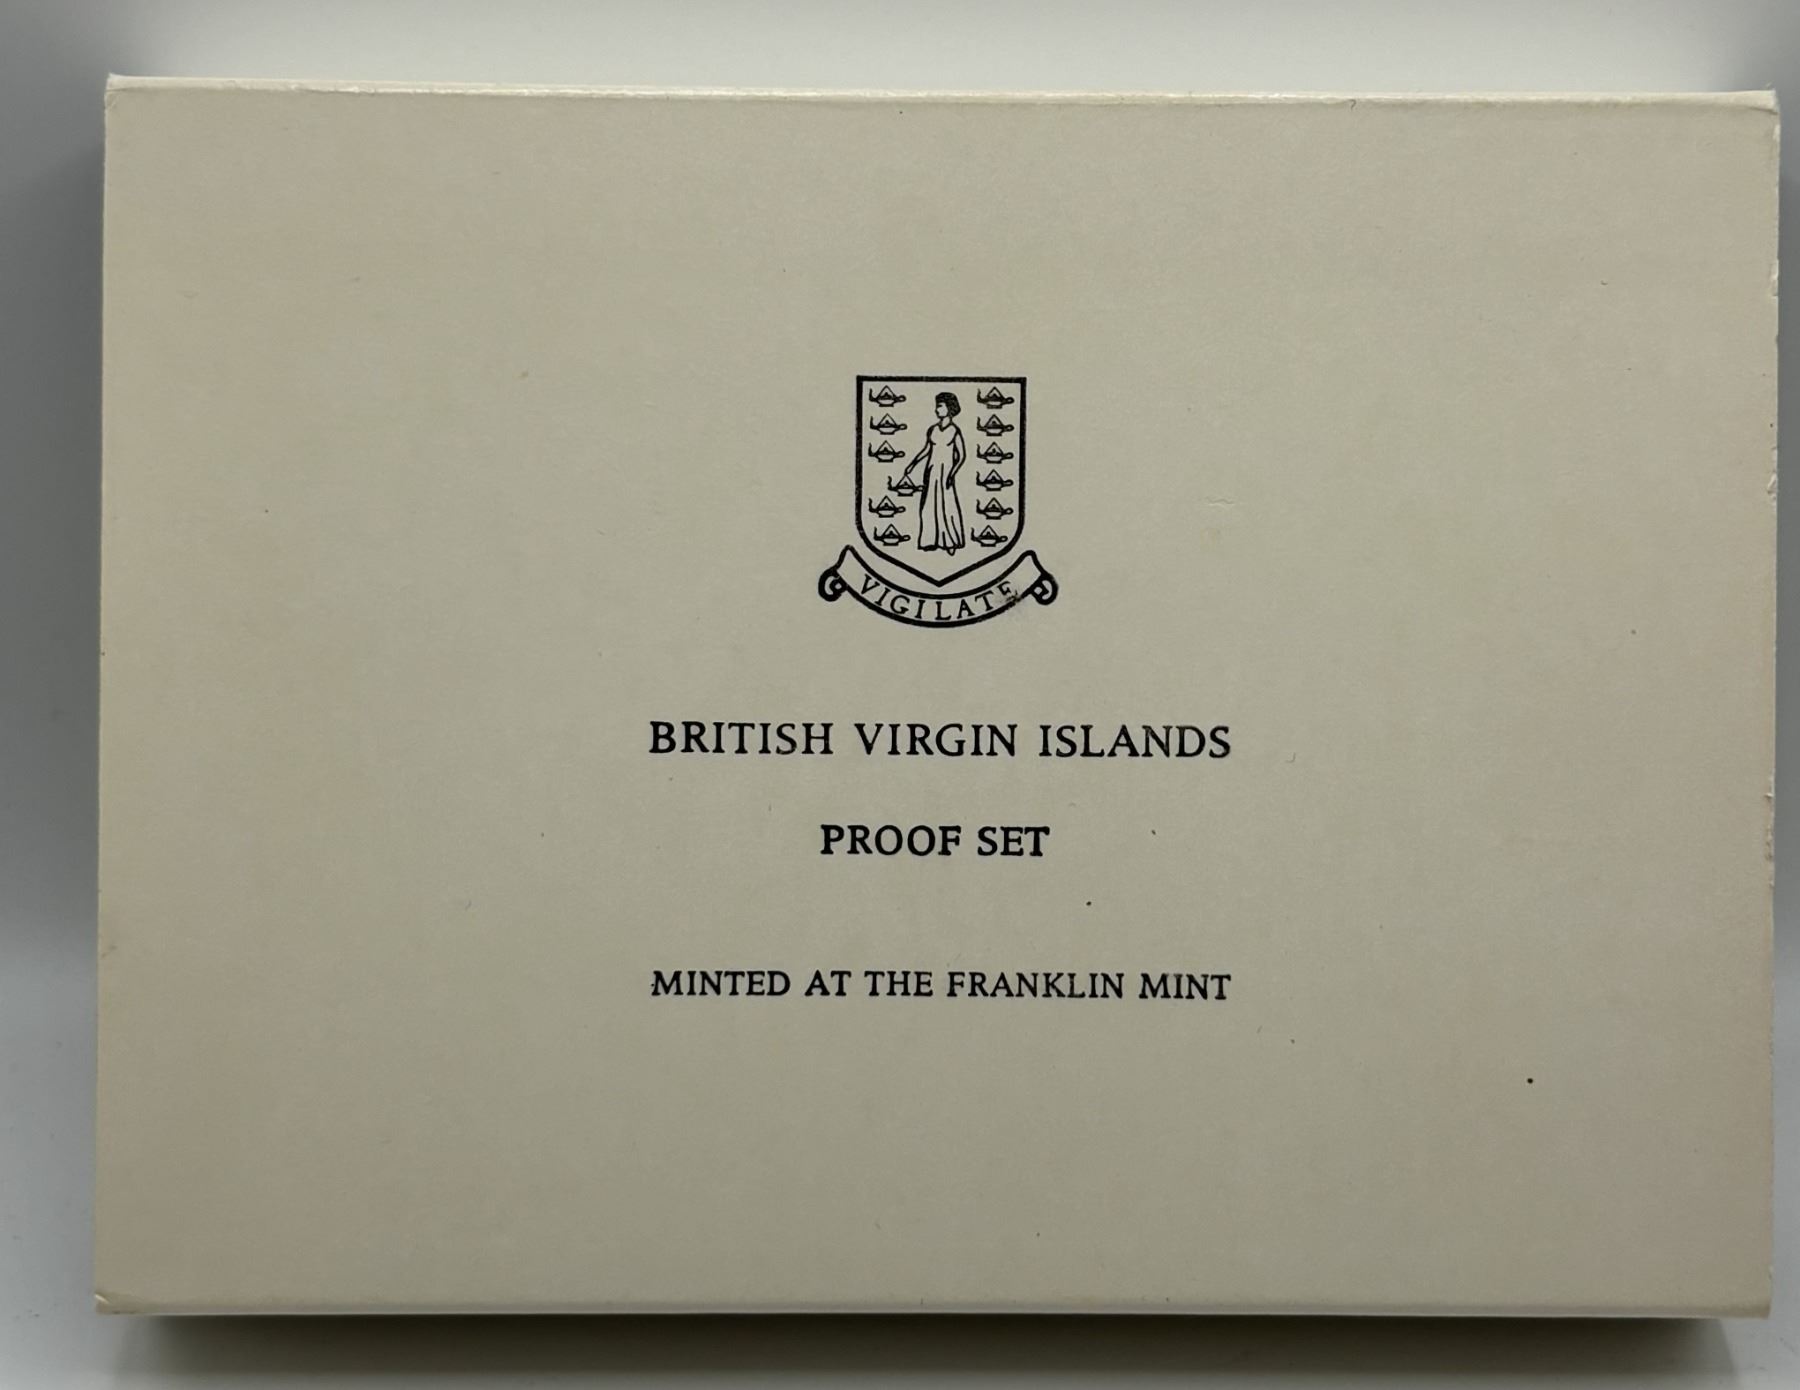 VIGILATE
BRITISH VIRGIN ISLANDS
PROOF SET
MINTED AT THE FRANKLIN MINT